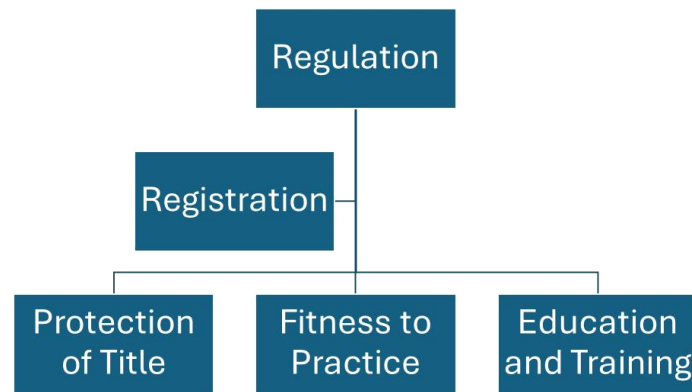 Regulation
Registration
Protection
of Title
Fitness to
Practice
Education
and Training